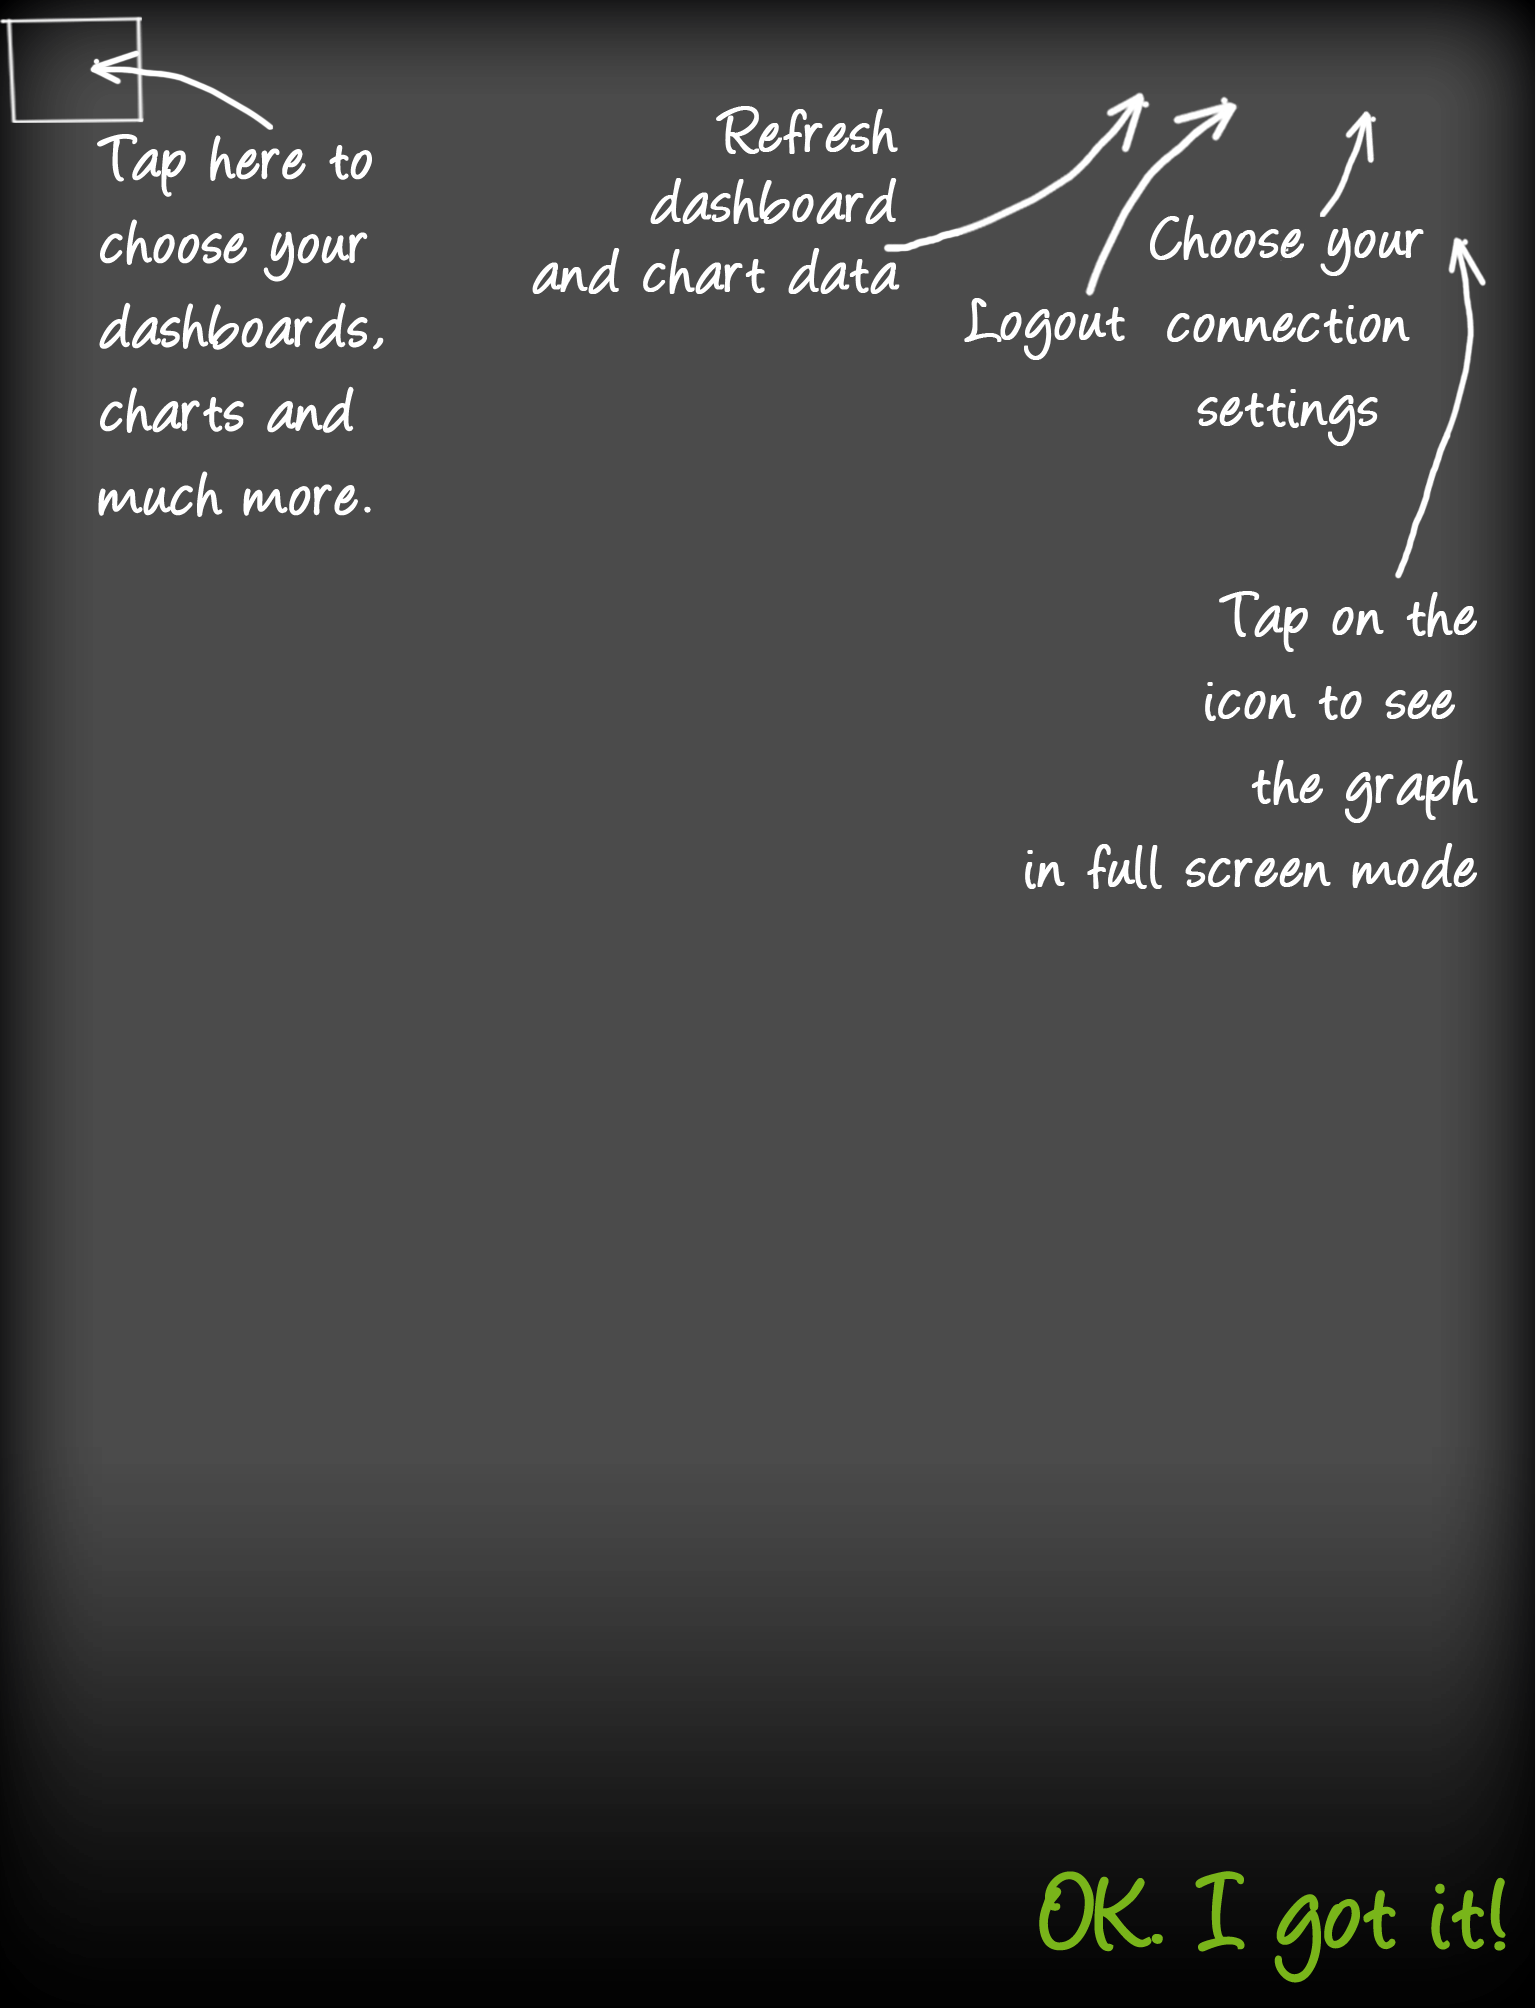 Tap here to
choose your
dashboards,
charts and
much more.
Refresh
dashboard
and chart data
Logout
Choose your
connection
settings
Tap on the
icon to see
the graph
in full screen mode
OK. I got it!